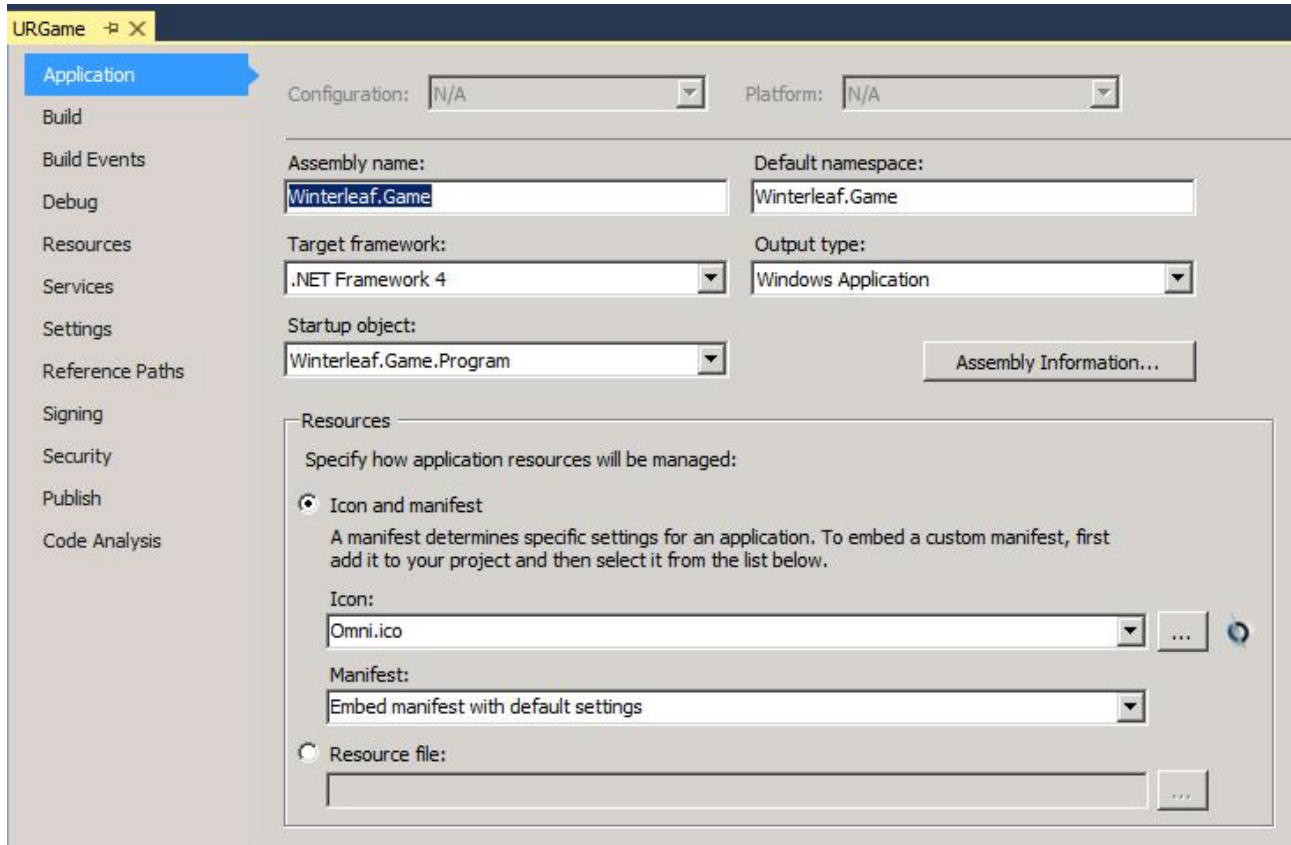 URGame
Application
Build
Build Events
Debug
Resources
Services
Settings
Reference Paths
Signing
Security
Publish
Code Analysis
Configuration: N/A Platform: N/A
Assembly name: Default namespace:
Winterleaf.Game Winterleaf.Game
Target framework: Output type:
.NET Framework 4 Windows Application
Startup object:
Winterleaf.Game.Program Assembly Information...
Resources
Specify how application resources will be managed:
Icon and manifest
A manifest determines specific settings for an application. To embed a custom manifest, first
add it to your project and then select it from the list below.
Icon:
Omni.ico ...
Manifest:
Embed manifest with default settings
Resource file:
...